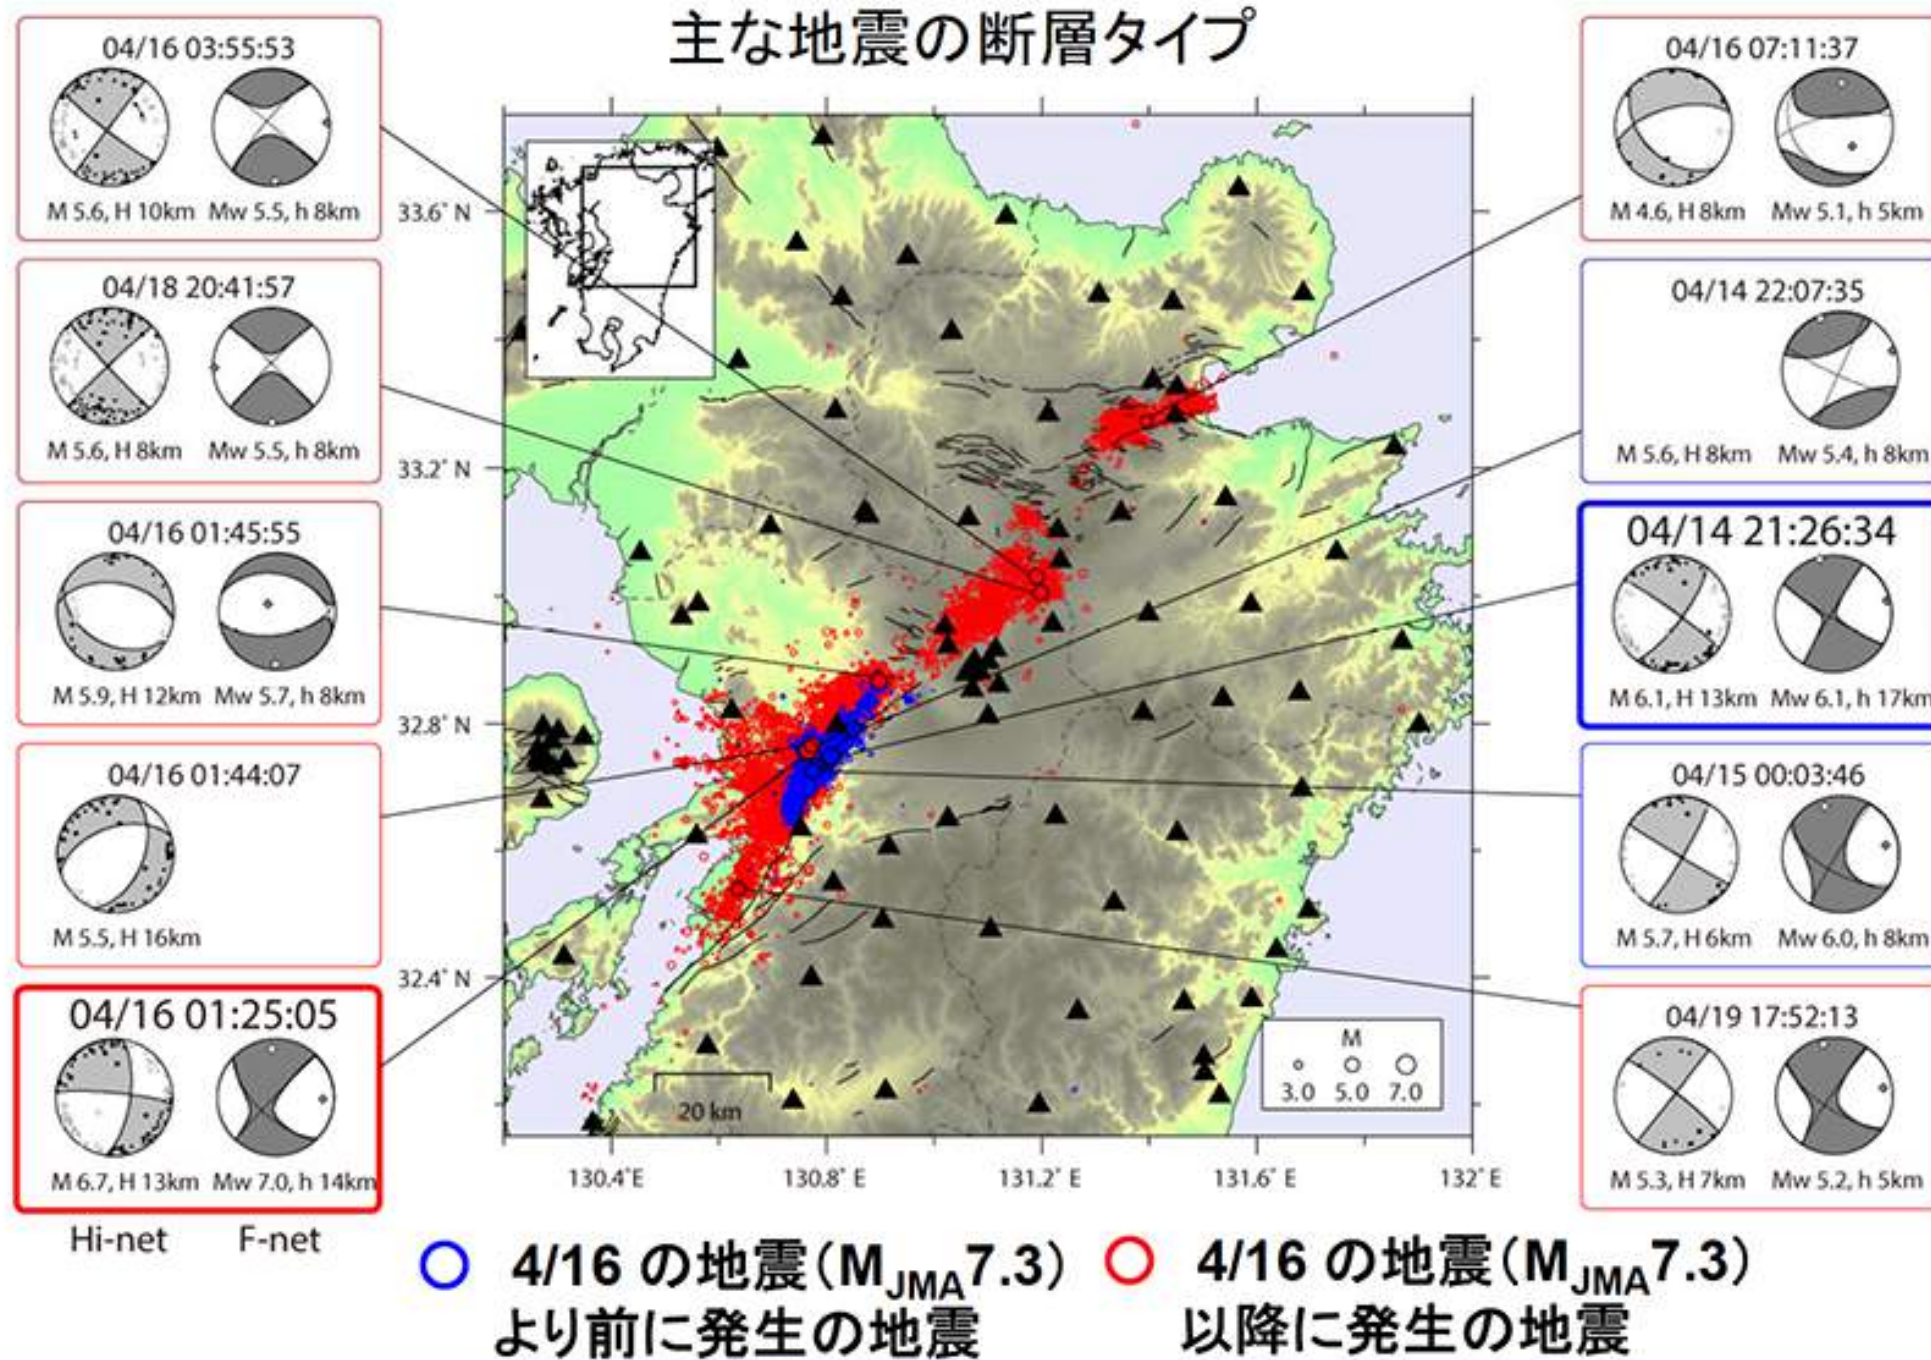 主な地震の断層タイプ
04/16 03:55:53
M 5.6, H 10km Mw 5.5, h 8km
04/18 20:41:57
M 5.6, H 8km Mw 5.5, h 8km
04/16 01:45:55
M 5.9, H 12km Mw 5.7, h 8km
04/16 01:44:07
M 5.5, H 16km
04/16 01:25:05
M 6.7, H 13km Mw 7.0, h 14km
Hi-net F-net
33.6˚ N
33.2˚ N
32.8˚ N
32.4˚ N
130.4˚ E 130.8˚ E 131.2˚ E 131.6˚ E 132˚ E
20 km
M
3.0 5.0 7.0
04/16 07:11:37
M 4.6, H 8km Mw 5.1, h 5km
04/14 22:07:35
M 5.6, H 8km Mw 5.4, h 8km
04/14 21:26:34
M 6.1, H 13km Mw 6.1, h 17km
04/15 00:03:46
M 5.7, H 6km Mw 6.0, h 8km
04/19 17:52:13
M 5.3, H 7km Mw 5.2, h 5km
4/16 の地震(MJMA7.3)
より前に発生の地震
4/16 の地震(MJMA7.3)
以降に発生の地震